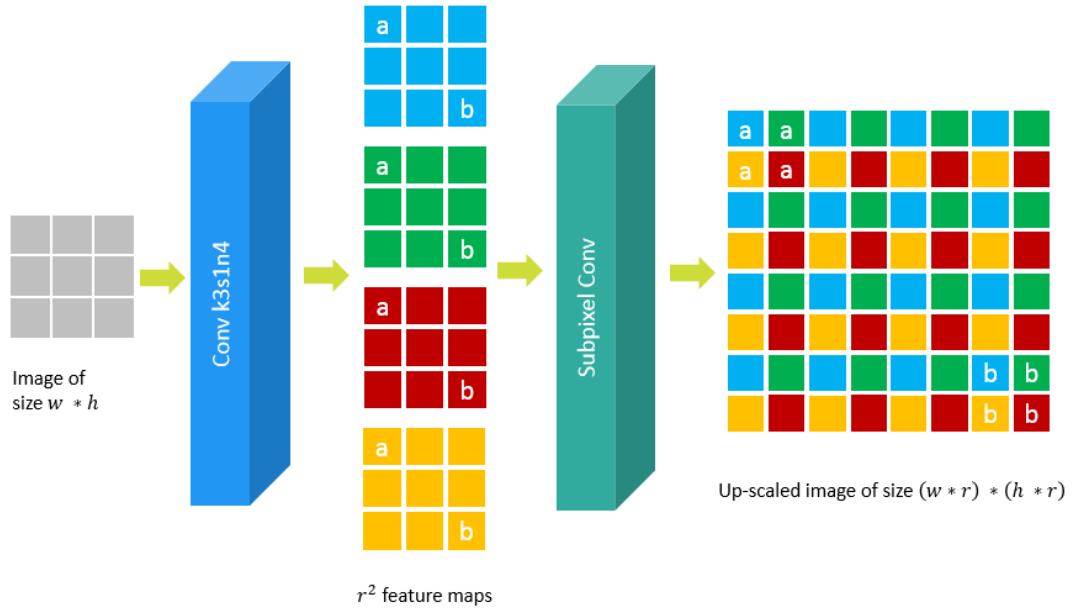 Image of
size w * h
Conv k3s1n4
a
b
a
b
a
b
a
b
r² feature maps
Subpixel Conv
a a
a a
b b
b b
Up-scaled image of size (w * r) * (h * r)